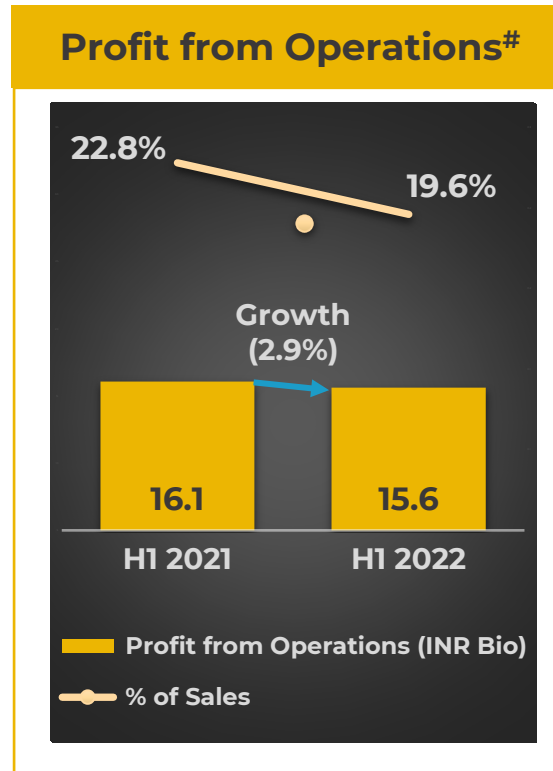 Profit from Operations#
22.8%
19.6%
Growth
(2.9%)
16.1
15.6
H1 2021
H1 2022
Profit from Operations (INR Bio)
% of Sales